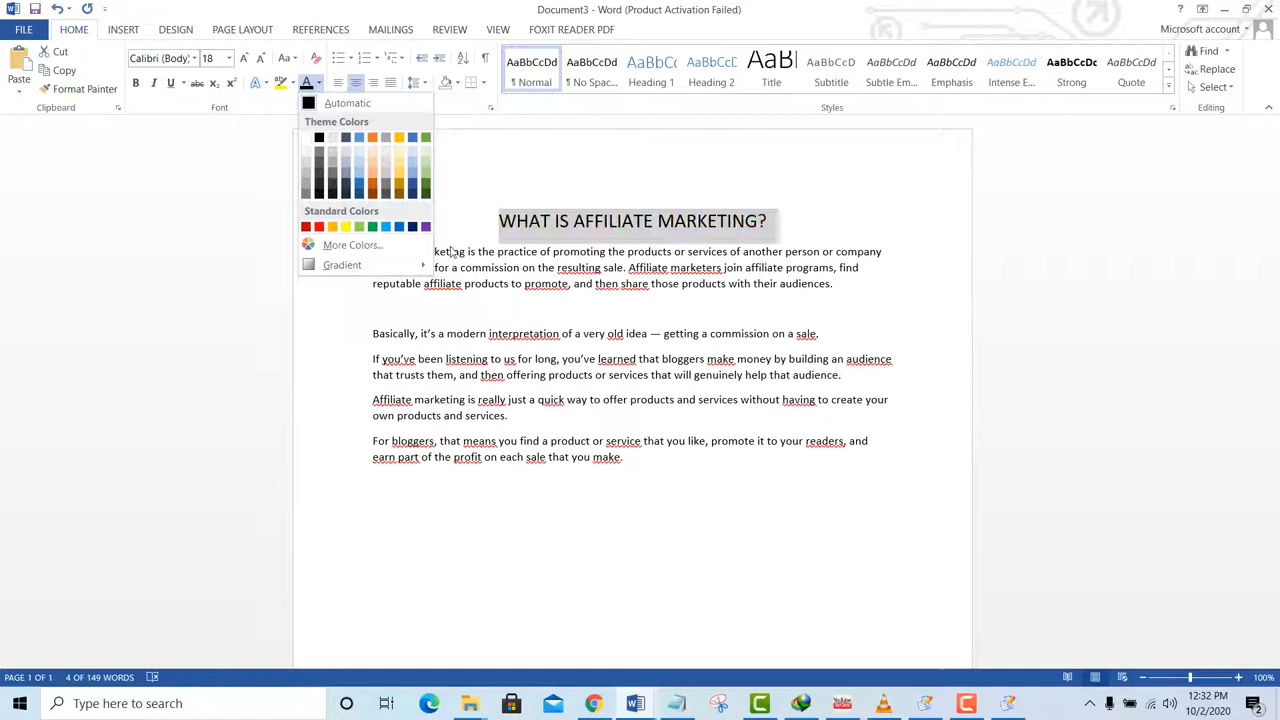 Document3 - Word (Product Activation Failed)
FILE HOME INSERT DESIGN PAGE LAYOUT REFERENCES MAILINGS REVIEW VIEW FOXIT READER PDF Microsoft account
Paste
Cut
Copy
Format Painter
Clipboard
Calibri (Body) 18
Font
Automatic
Theme Colors
Standard Colors
More Colors...
Gradient
AaBbCcDc AaBbCcDc AaBbCc AaBbCcC AaB AaBbCcD AaBbCcDc AaBbCcDc AaBbCcDc AaBbCcDc AaBbCcDc
Normal No Spac... Heading 1 Heading 2 Title Subtitle Subtle Em... Emphasis Intense E... Strong Quote
Styles
Find
Replace
Select
Editing
WHAT IS AFFILIATE MARKETING?
keting is the practice of promoting the products or services of another person or company
for a commission on the resulting sale. Affiliate marketers join affiliate programs, find
reputable affiliate products to promote, and then share those products with their audiences.
Basically, it's a modern interpretation of a very old idea — getting a commission on a sale.
If you've been listening to us for long, you've learned that bloggers make money by building an audience
that trusts them, and then offering products or services that will genuinely help that audience.
Affiliate marketing is really just a quick way to offer products and services without having to create your
own products and services.
For bloggers, that means you find a product or service that you like, promote it to your readers, and
earn part of the profit on each sale that you make.
PAGE 1 OF 1 4 OF 149 WORDS 100%
Type here to search
12:32 PM
10/2/2020
2